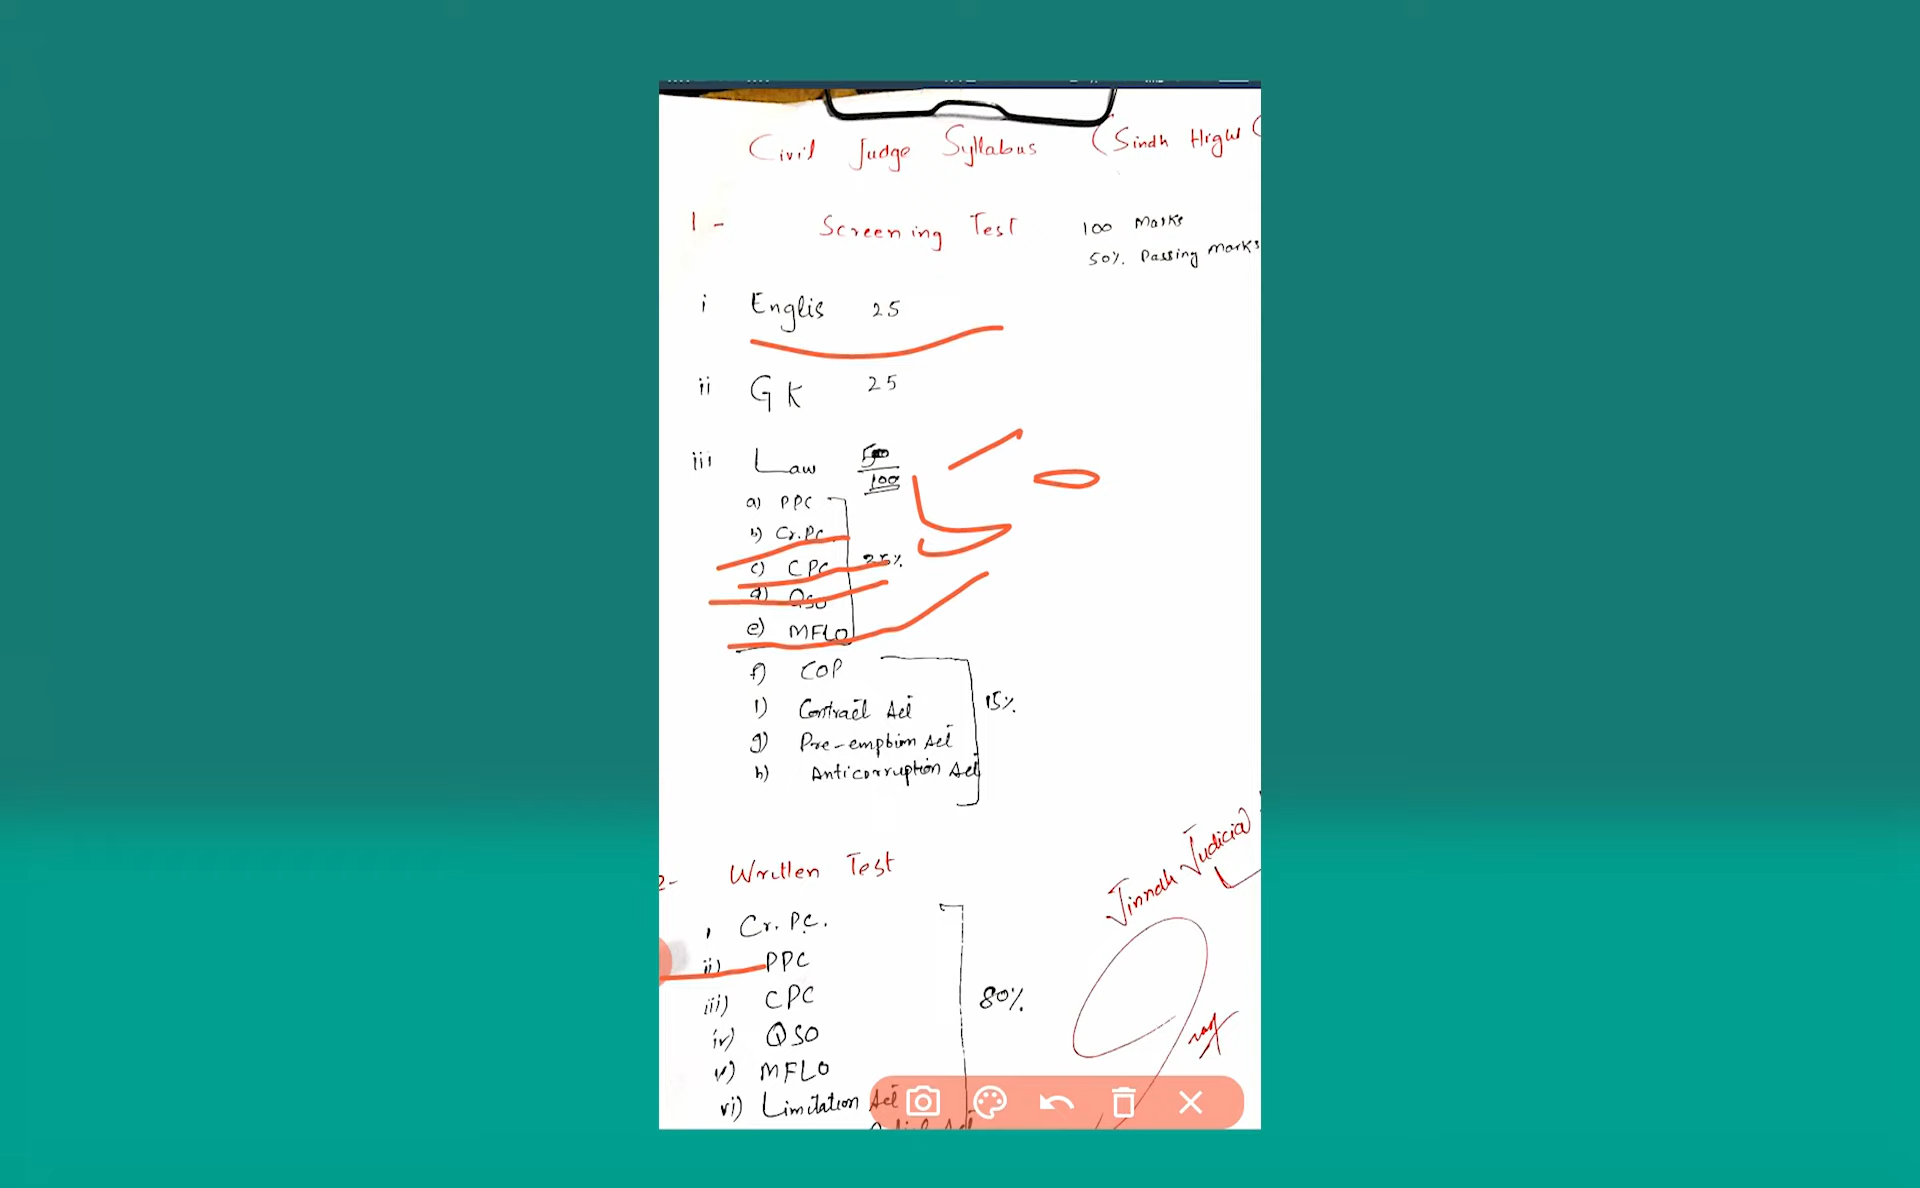 Civil Judge Syllabus (Sindh High C
1 - Screening Test 100 Marks
50%. Passing Marks
i Englis 25
ii G K 25
iii Law 50
100
a) PPC
b) Cr.PC
c) CPC 25%
d) QSO
e) MFLO
f) COP
1) Contract Act 15%
g) Pre-emption Act
h) Anticorruption Act
Jinnah Judicial
2- Written Test
i Cr. PC.
ii) PPC
iii) CPC 80%
iv) QSO
v) MFLO
vi) Limitation Act